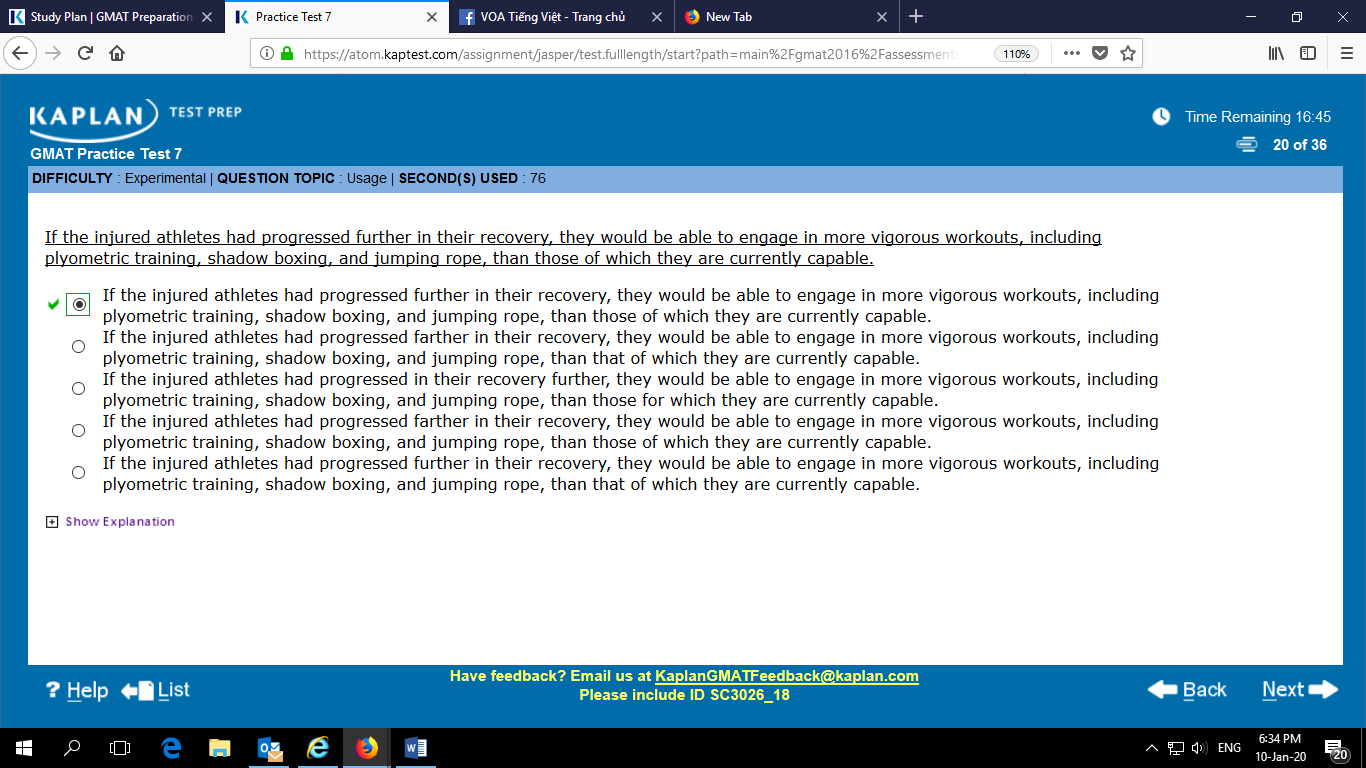 Study Plan | GMAT Preparation
Practice Test 7
VOA Tiếng Việt - Trang chủ
New Tab
https://atom.kaptest.com/assignment/jasper/test.fulllength/start?path=main%2Fgmat2016%2Fassessment
110%
KAPLAN TEST PREP
Time Remaining 16:45
GMAT Practice Test 7
20 of 36
DIFFICULTY : Experimental | QUESTION TOPIC : Usage | SECOND(S) USED : 76
If the injured athletes had progressed further in their recovery, they would be able to engage in more vigorous workouts, including
plyometric training, shadow boxing, and jumping rope, than those of which they are currently capable.
If the injured athletes had progressed further in their recovery, they would be able to engage in more vigorous workouts, including
plyometric training, shadow boxing, and jumping rope, than those of which they are currently capable.
If the injured athletes had progressed farther in their recovery, they would be able to engage in more vigorous workouts, including
plyometric training, shadow boxing, and jumping rope, than that of which they are currently capable.
If the injured athletes had progressed in their recovery further, they would be able to engage in more vigorous workouts, including
plyometric training, shadow boxing, and jumping rope, than those for which they are currently capable.
If the injured athletes had progressed farther in their recovery, they would be able to engage in more vigorous workouts, including
plyometric training, shadow boxing, and jumping rope, than those of which they are currently capable.
If the injured athletes had progressed further in their recovery, they would be able to engage in more vigorous workouts, including
plyometric training, shadow boxing, and jumping rope, than that of which they are currently capable.
Show Explanation
Have feedback? Email us at KaplanGMATFeedback@kaplan.com
Please include ID SC3026_18
? Help
List
Back
Next
ENG
6:34 PM
10-Jan-20
20